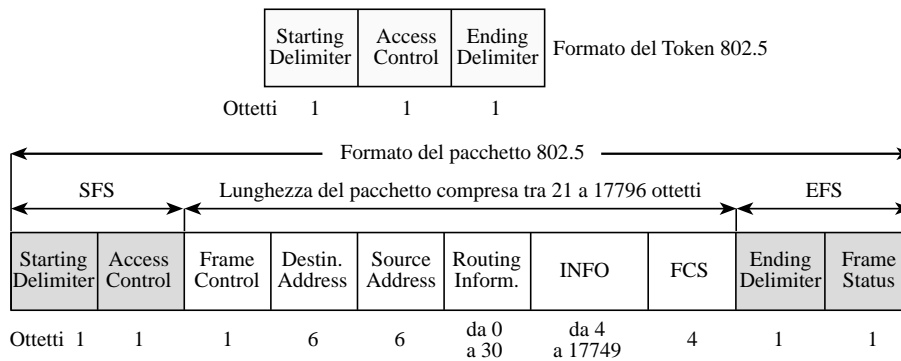 Starting Delimiter
Access Control
Ending Delimiter
Formato del Token 802.5
Ottetti 1 1 1
Formato del pacchetto 802.5
SFS
Lunghezza del pacchetto compresa tra 21 a 17796 ottetti
EFS
Starting Delimiter
Access Control
Frame Control
Destin. Address
Source Address
Routing Inform.
INFO
FCS
Ending Delimiter
Frame Status
Ottetti 1 1 1 6 6 da 0 a 30 da 4 a 17749 4 1 1